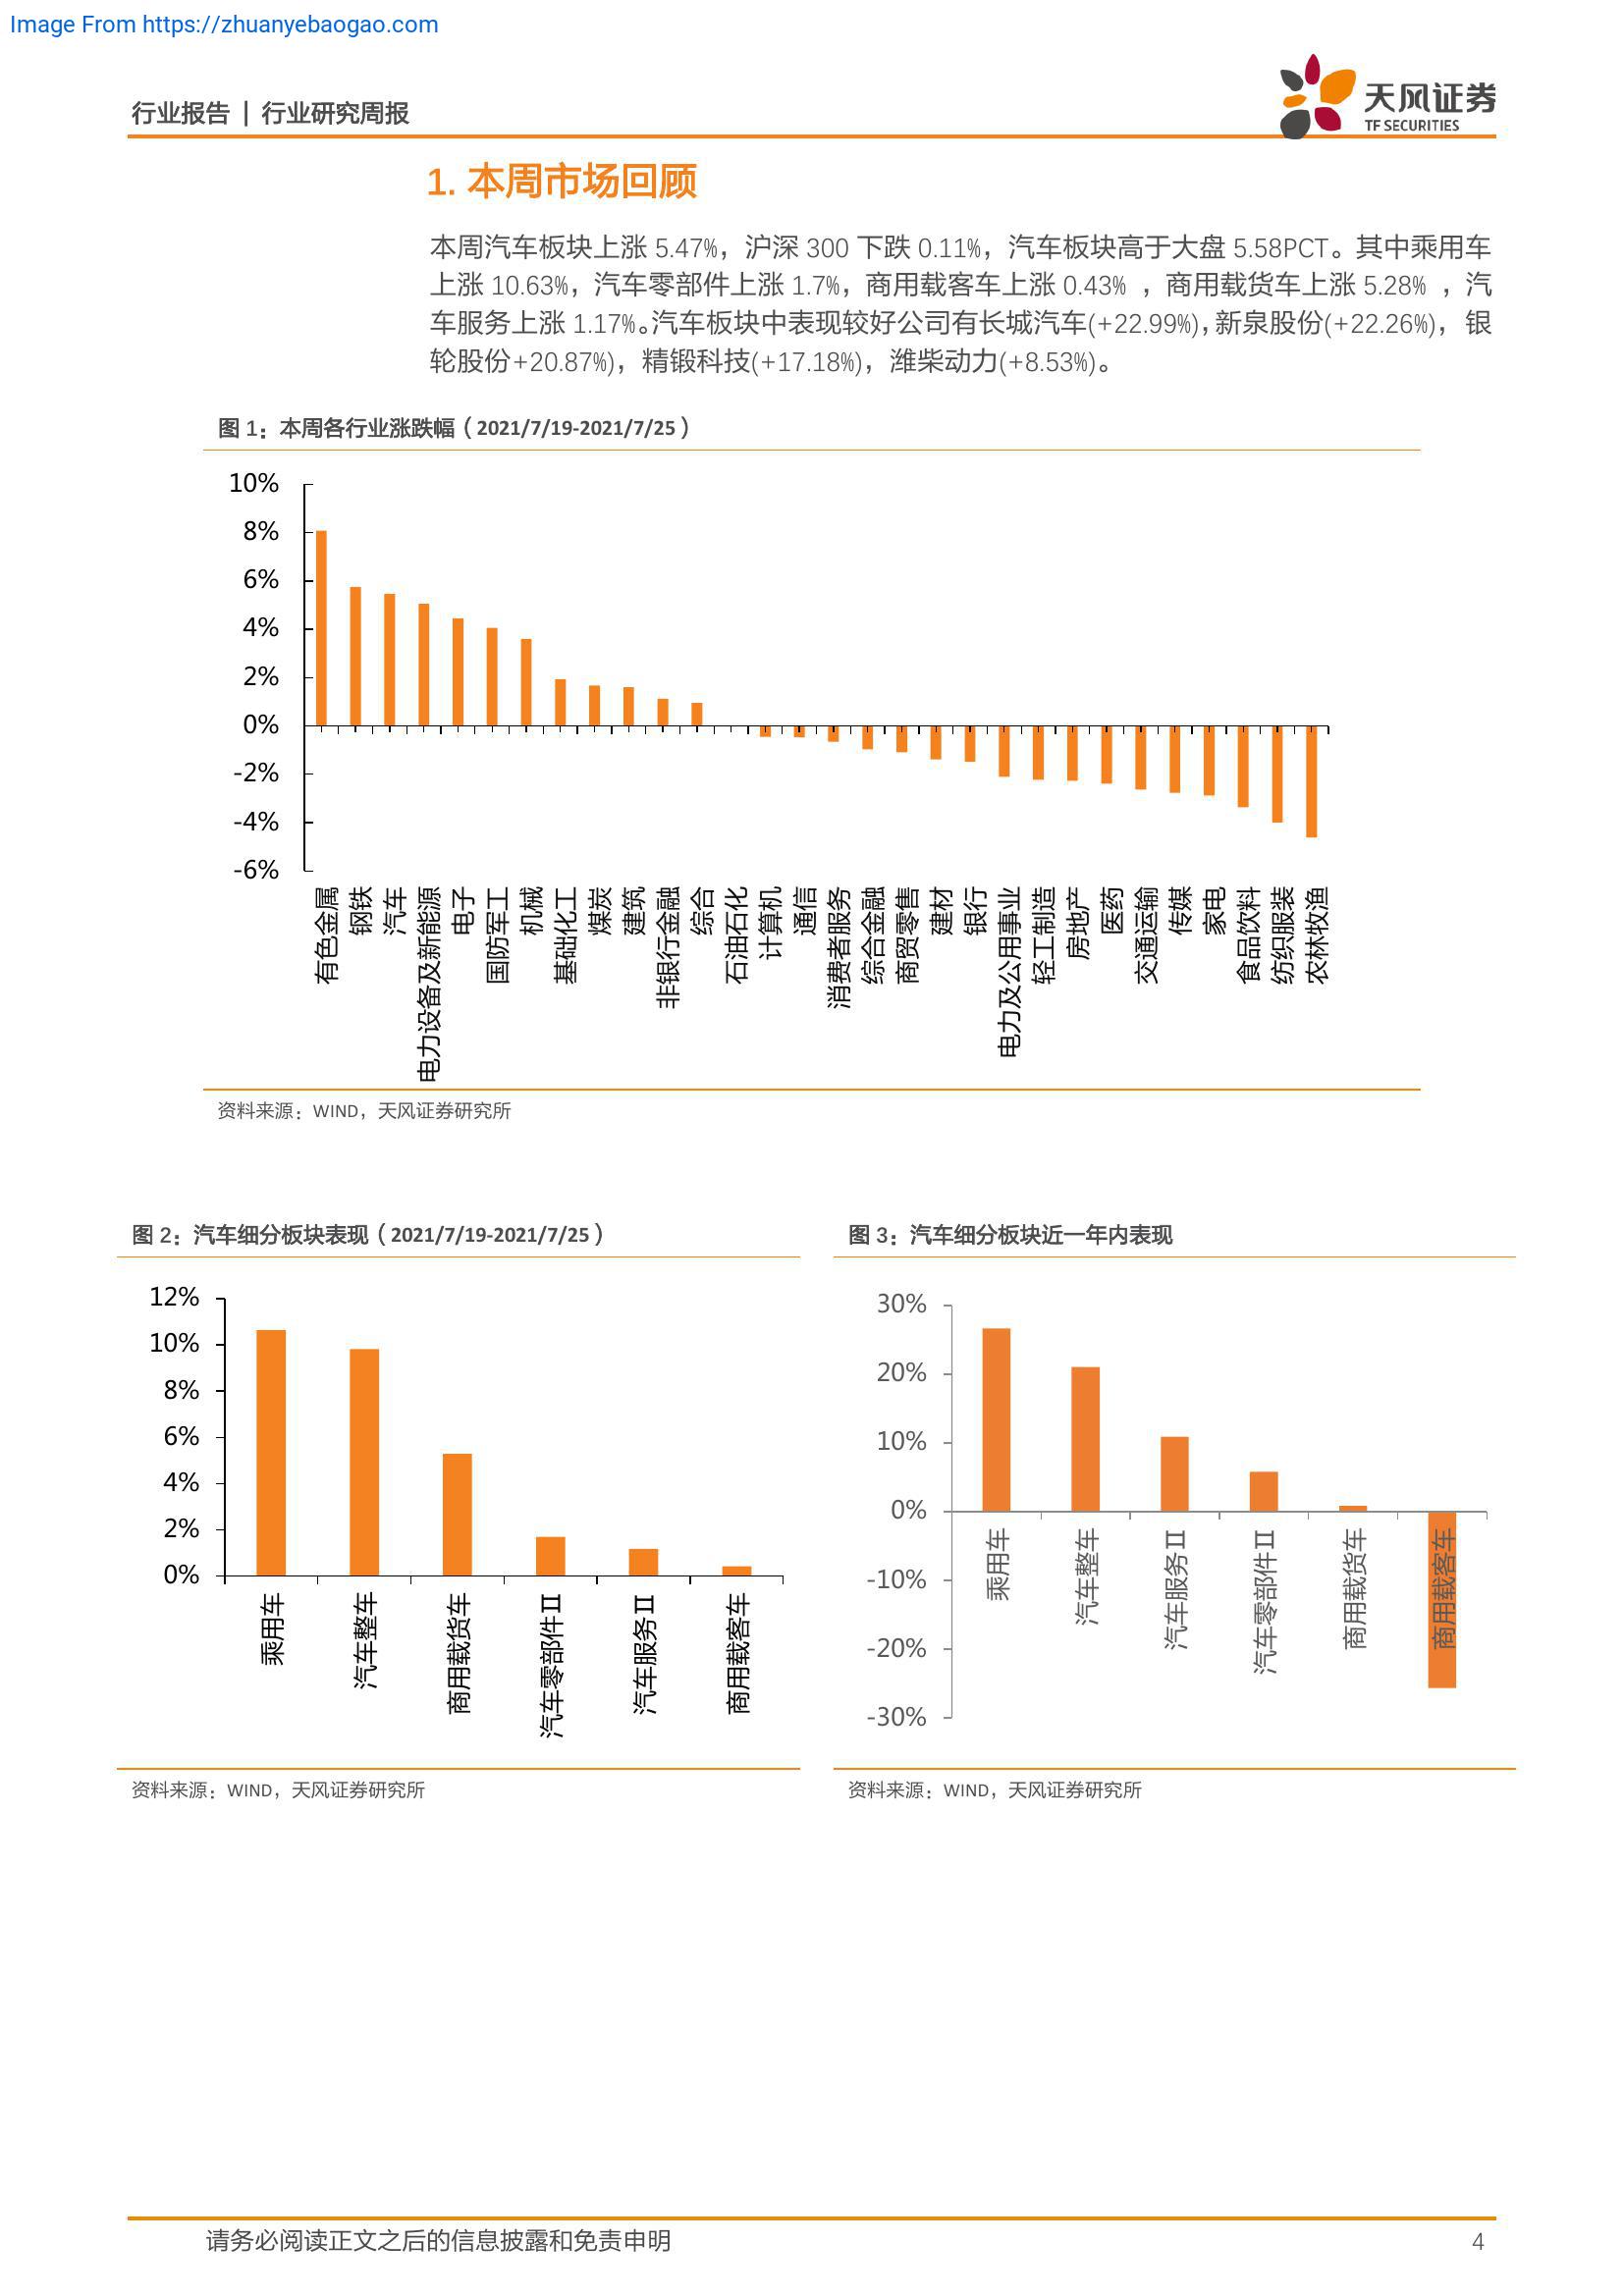 Image From https://zhuanyebaogao.com
行业报告 | 行业研究周报
天风证券
TF SECURITIES
1. 本周市场回顾
本周汽车板块上涨 5.47%，沪深 300 下跌 0.11%，汽车板块高于大盘 5.58PCT。其中乘用车
上涨 10.63%，汽车零部件上涨 1.7%，商用载客车上涨 0.43% ，商用载货车上涨 5.28% ，汽
车服务上涨 1.17%。汽车板块中表现较好公司有长城汽车(+22.99%)，新泉股份(+22.26%)，银
轮股份+20.87%)，精锻科技(+17.18%)，潍柴动力(+8.53%)。
图 1：本周各行业涨跌幅（2021/7/19-2021/7/25）
10%
8%
6%
4%
2%
0%
-2%
-4%
-6%
有色金属
钢铁
汽车
电力设备及新能源
电子
国防军工
机械
基础化工
煤炭
建筑
非银行金融
综合
石油石化
计算机
通信
消费者服务
综合金融
商贸零售
建材
银行
电力及公用事业
轻工制造
房地产
医药
交通运输
传媒
家电
食品饮料
纺织服装
农林牧渔
资料来源：WIND，天风证券研究所
图 2：汽车细分板块表现（2021/7/19-2021/7/25）
12%
10%
8%
6%
4%
2%
0%
乘用车
汽车整车
商用载货车
汽车零部件Ⅱ
汽车服务Ⅱ
商用载客车
资料来源：WIND，天风证券研究所
图 3：汽车细分板块近一年内表现
30%
20%
10%
0%
-10%
-20%
-30%
乘用车
汽车整车
汽车服务Ⅱ
汽车零部件Ⅱ
商用载货车
商用载客车
资料来源：WIND，天风证券研究所
请务必阅读正文之后的信息披露和免责申明
4